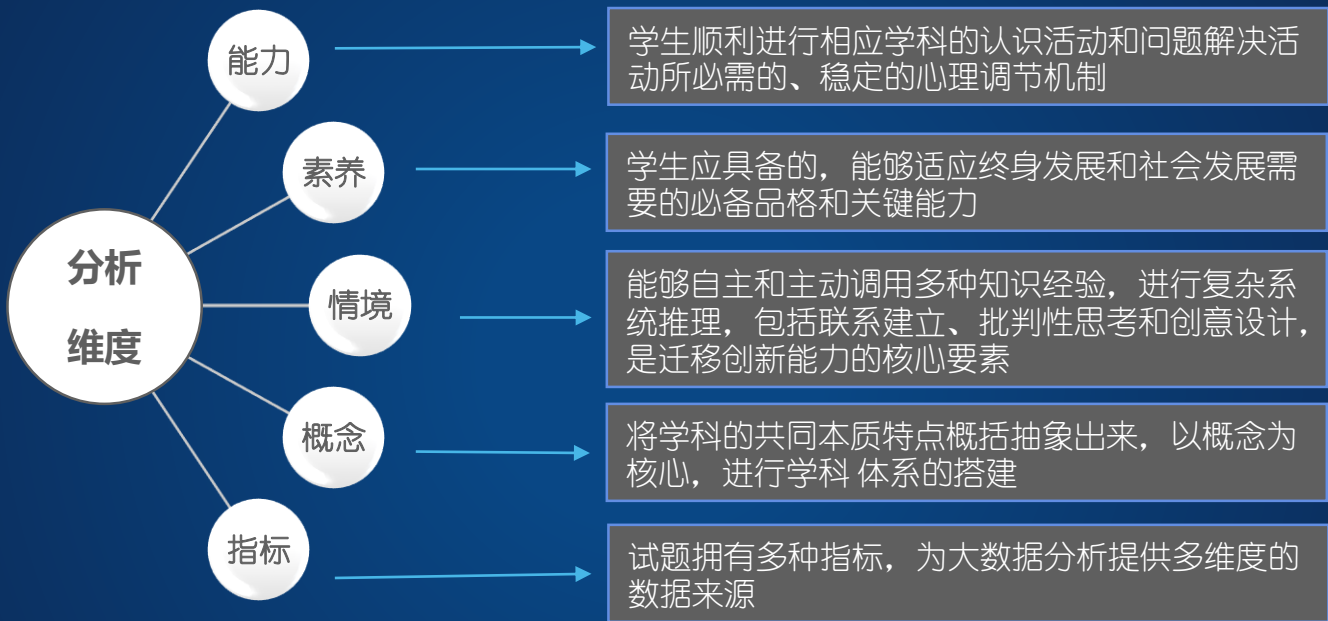 分析
维度
能力
学生顺利进行相应学科的认识活动和问题解决活
动所必需的、稳定的心理调节机制
素养
学生应具备的，能够适应终身发展和社会发展需
要的必备品格和关键能力
情境
能够自主和主动调用多种知识经验，进行复杂系
统推理，包括联系建立、批判性思考和创意设计，
是迁移创新能力的核心要素
概念
将学科的共同本质特点概括抽象出来，以概念为
核心，进行学科 体系的搭建
指标
试题拥有多种指标，为大数据分析提供多维度的
数据来源